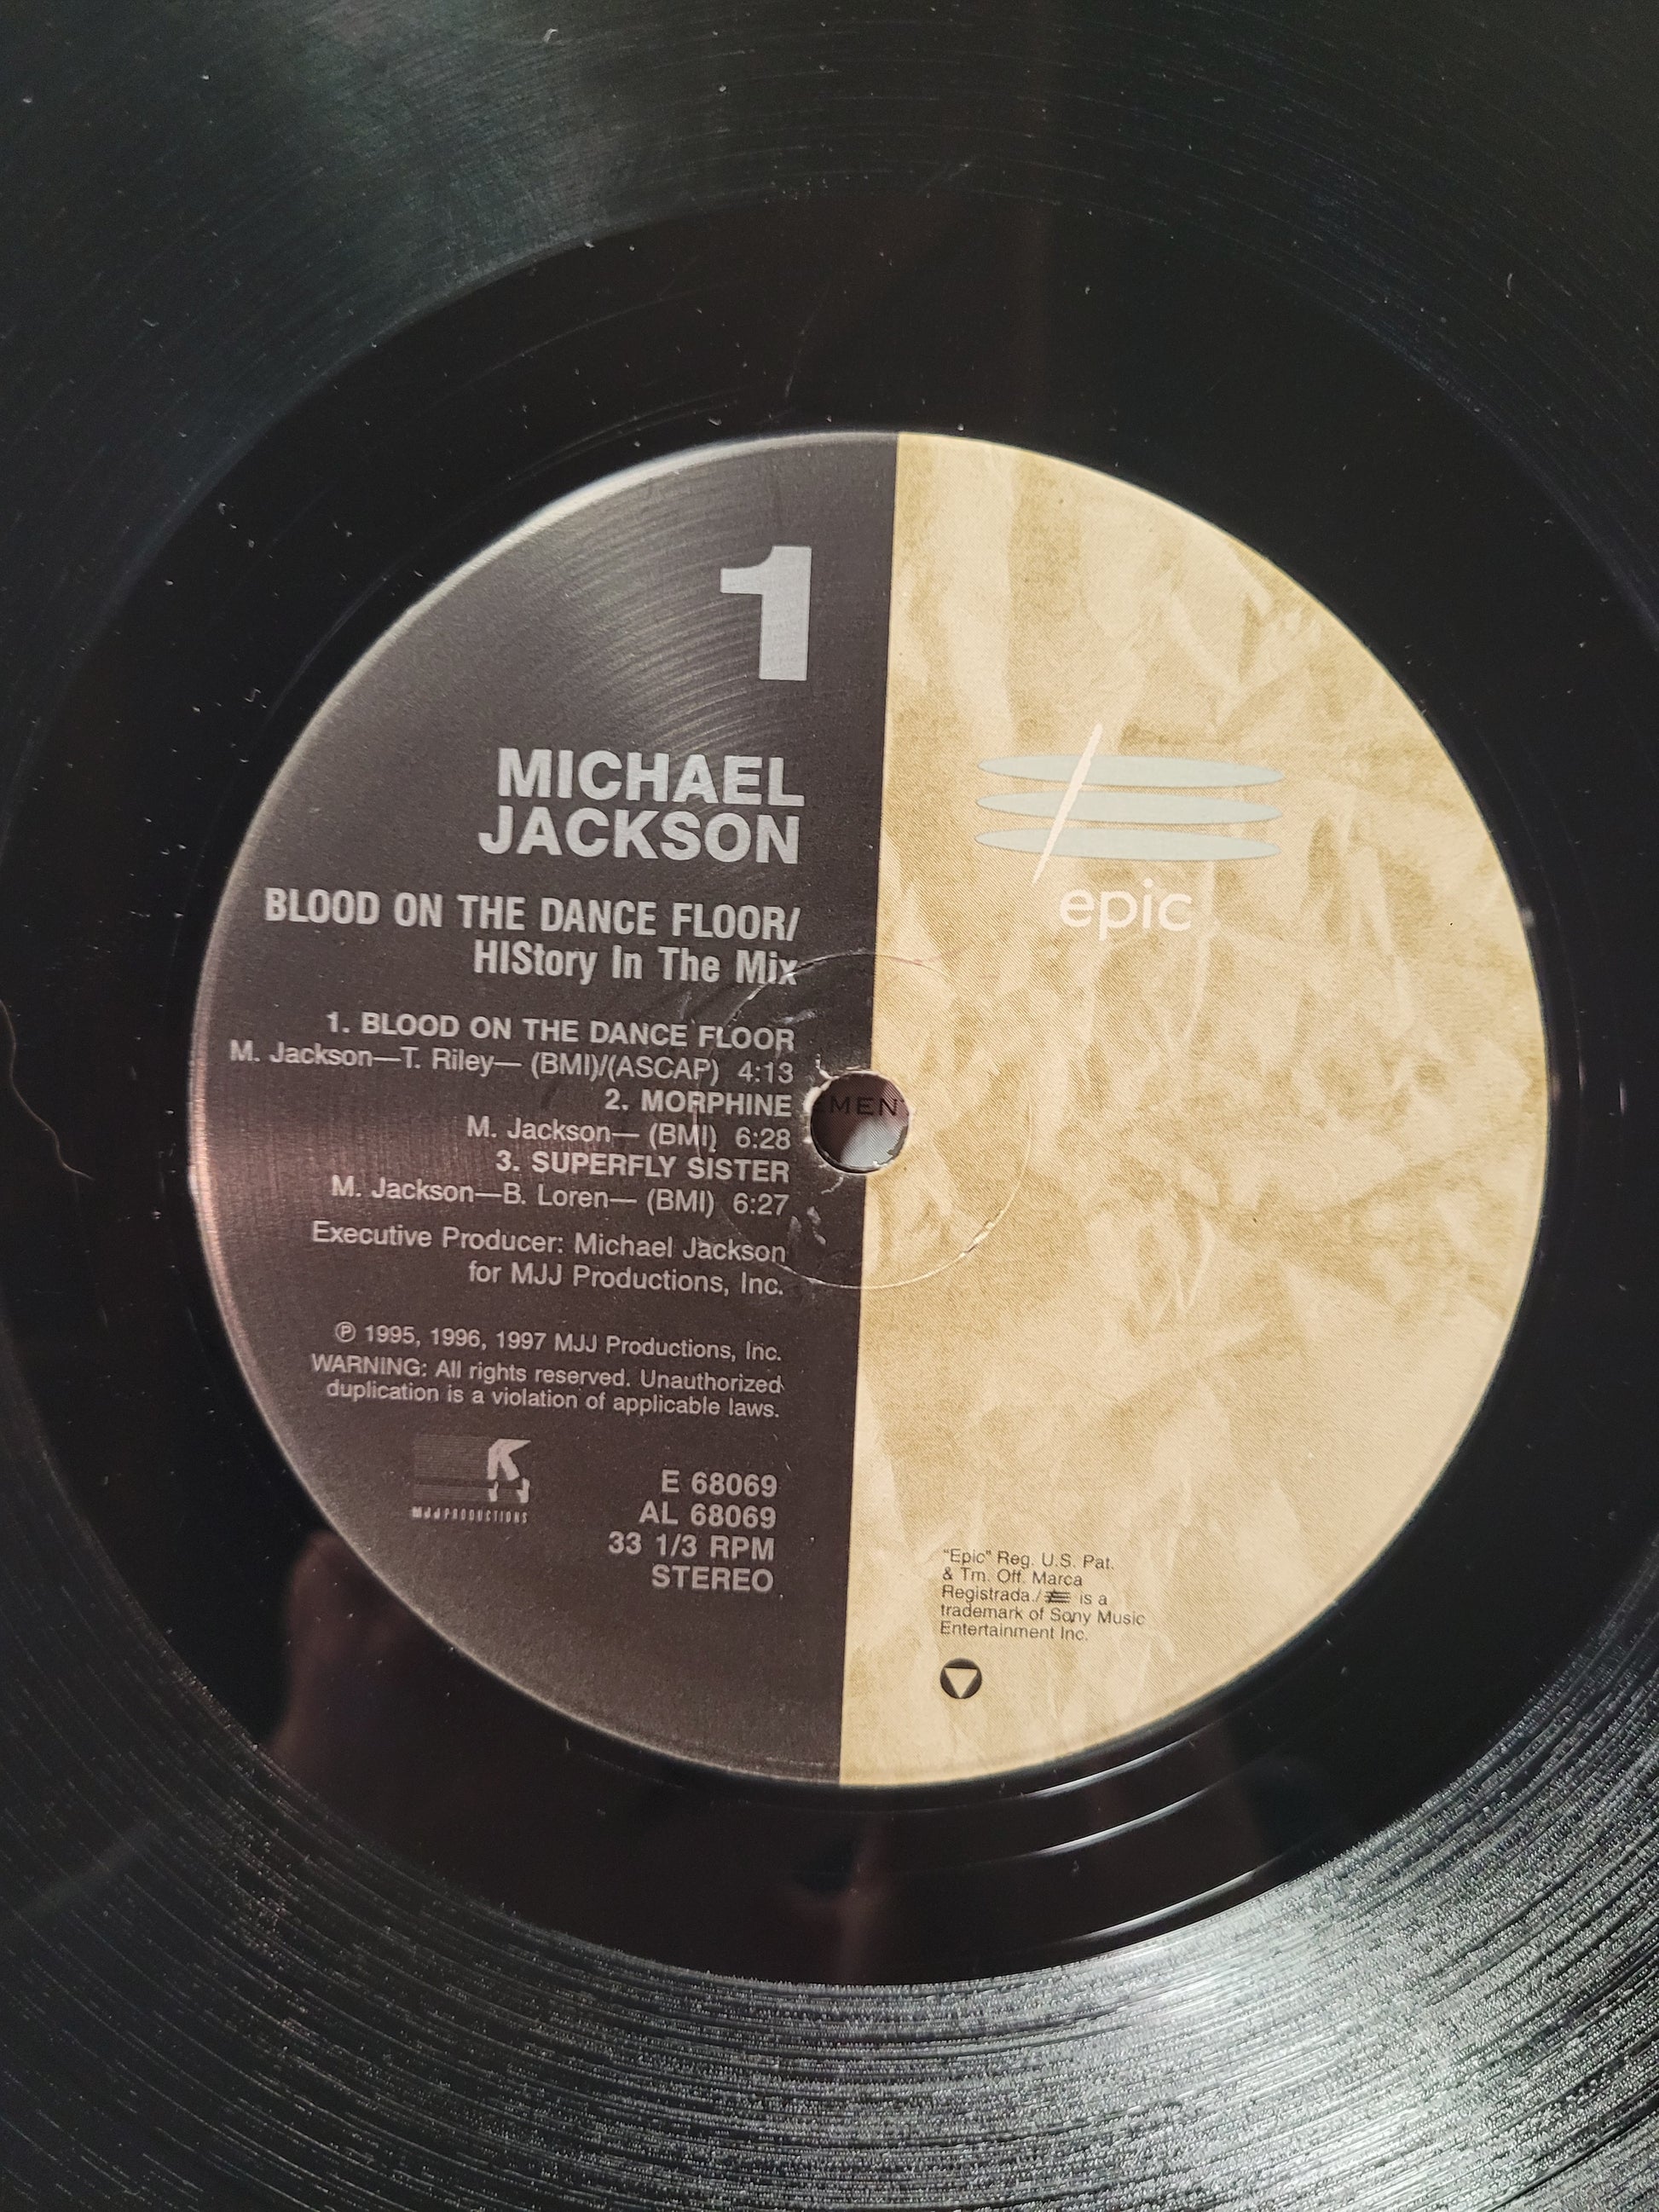 1
MICHAEL
JACKSON
BLOOD ON THE DANCE FLOOR/
HIStory In The Mix
1. BLOOD ON THE DANCE FLOOR
M. Jackson—T. Riley— (BMI)/(ASCAP) 4:13
2. MORPHINE
M. Jackson— (BMI) 6:28
3. SUPERFLY SISTER
M. Jackson—B. Loren— (BMI) 6:27
Executive Producer: Michael Jackson
for MJJ Productions, Inc.
℗ 1995, 1996, 1997 MJJ Productions, Inc.
WARNING: All rights reserved. Unauthorized
duplication is a violation of applicable laws.
MJJ PRODUCTIONS
E 68069
AL 68069
33 1/3 RPM
STEREO
MEN
epic
"Epic" Reg. U.S. Pat.
& Tm. Off. Marca
Registrada./ is a
trademark of Sony Music
Entertainment Inc.